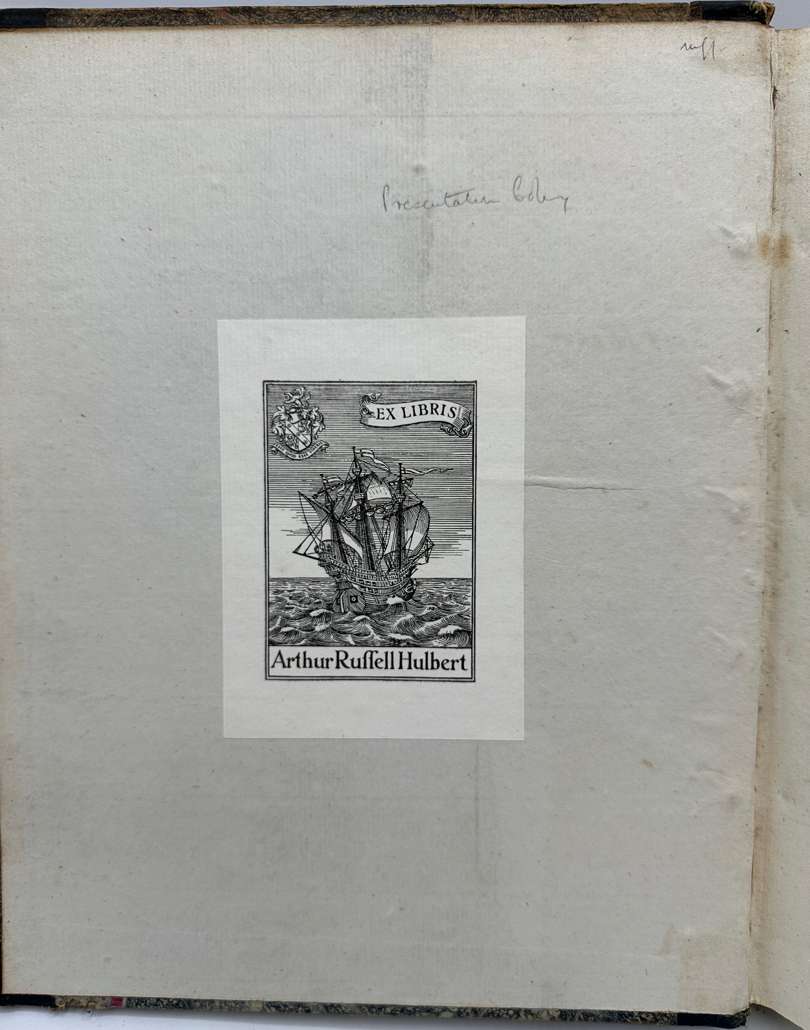 Presentation Copy
EX LIBRIS
Arthur Ruſſell Hulbert